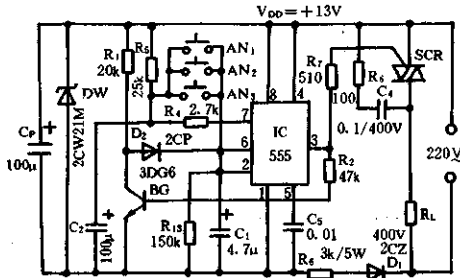 V_DD = +13V
R₁
20k
R₅
25k
AN₁
AN₂
AN₃
R₇
510
R₆
100
SCR
C₄
0.1/400V
DW
2CW21M
R₄ 2.7k
8
4
7
IC
555
3
6
2
1
5
D₂
2CP
3DG6
BG
R₂
47k
220V
C_P
100μ
C₂
100μ
R₁₃
150k
C₁
4.7μ
C₅
0.01
R_L
400V
2CZ
D₁
R₆ 3k/5W